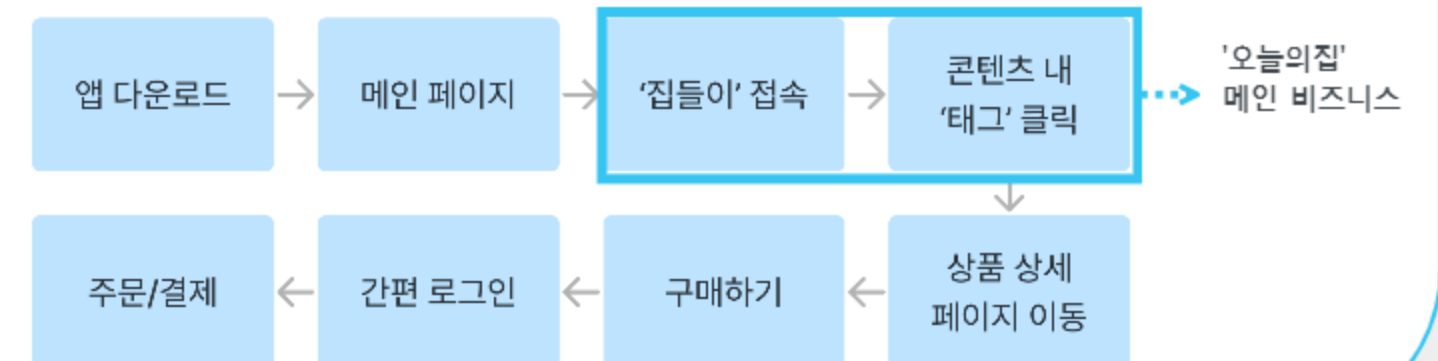 앱 다운로드
메인 페이지
‘집들이’ 접속
콘텐츠 내
‘태그’ 클릭
'오늘의집'
메인 비즈니스
상품 상세
페이지 이동
구매하기
간편 로그인
주문/결제